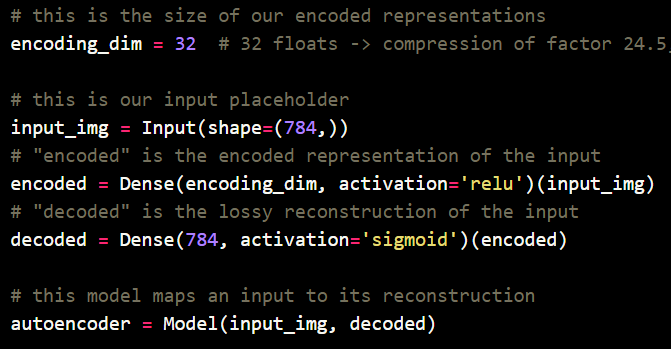 # this is the size of our encoded representations
encoding_dim = 32  # 32 floats -> compression of factor 24.5,
# this is our input placeholder
input_img = Input(shape=(784,))
# "encoded" is the encoded representation of the input
encoded = Dense(encoding_dim, activation='relu')(input_img)
# "decoded" is the lossy reconstruction of the input
decoded = Dense(784, activation='sigmoid')(encoded)
# this model maps an input to its reconstruction
autoencoder = Model(input_img, decoded)